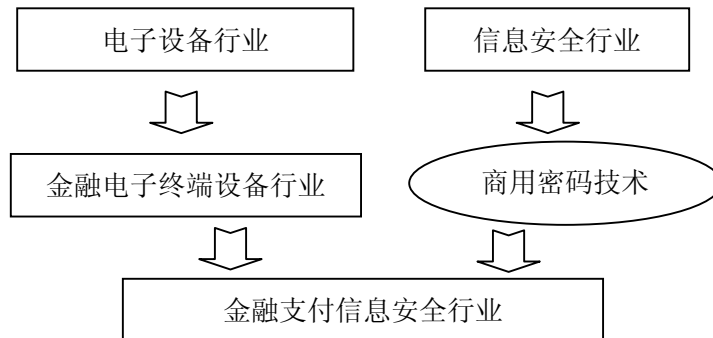 电子设备行业
信息安全行业
金融电子终端设备行业
商用密码技术
金融支付信息安全行业